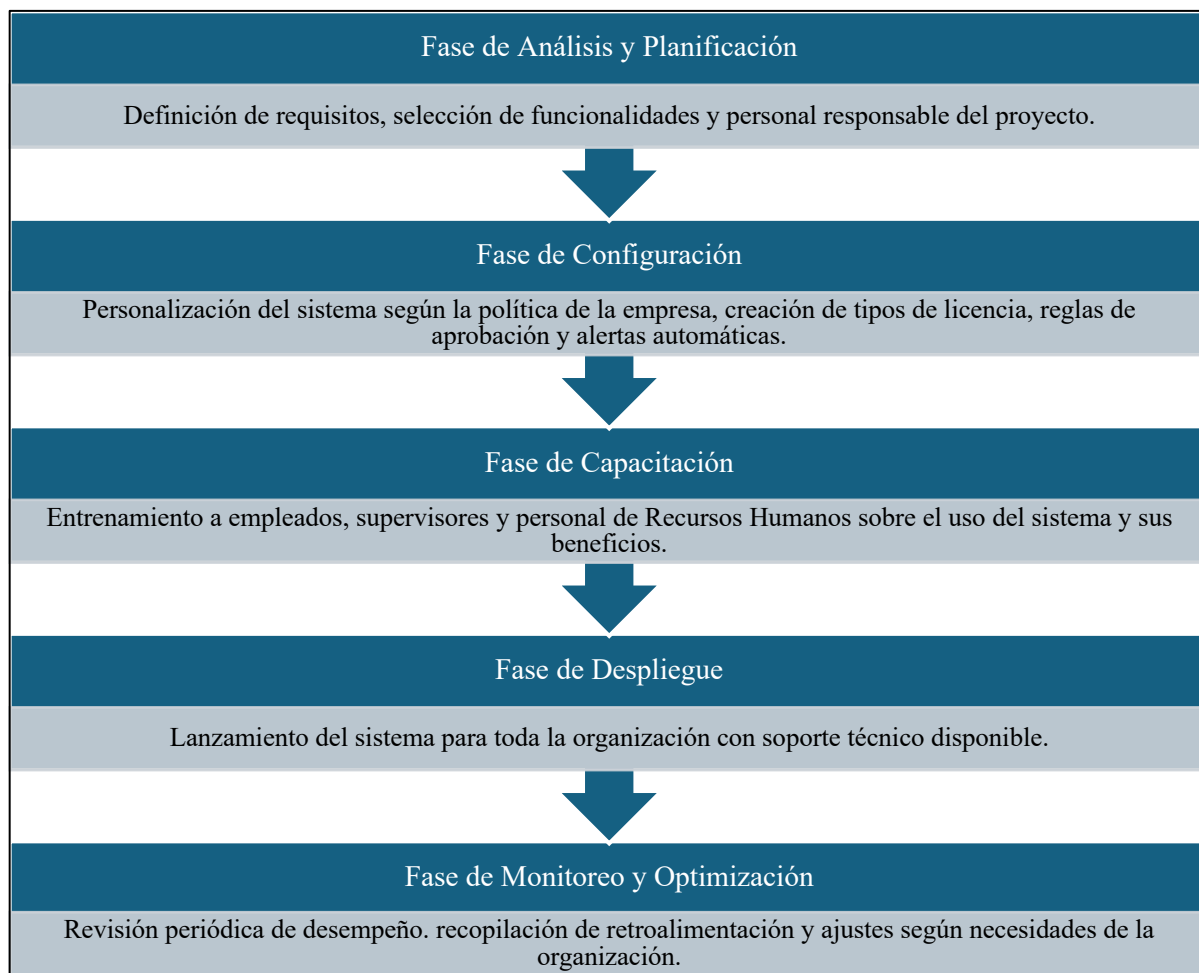 Fase de Análisis y Planificación
Definición de requisitos, selección de funcionalidades y personal responsable del proyecto.
Fase de Configuración
Personalización del sistema según la política de la empresa, creación de tipos de licencia, reglas de
aprobación y alertas automáticas.
Fase de Capacitación
Entrenamiento a empleados, supervisores y personal de Recursos Humanos sobre el uso del sistema y sus
beneficios.
Fase de Despliegue
Lanzamiento del sistema para toda la organización con soporte técnico disponible.
Fase de Monitoreo y Optimización
Revisión periódica de desempeño. recopilación de retroalimentación y ajustes según necesidades de la
organización.